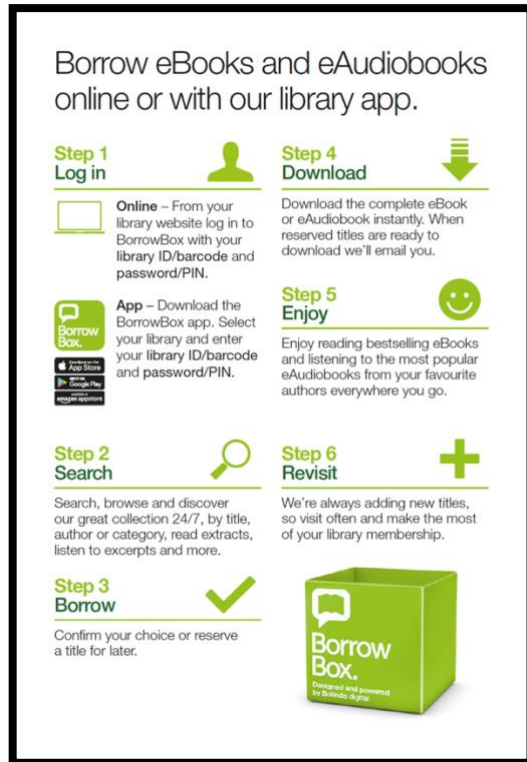 Borrow eBooks and eAudiobooks
online or with our library app.
Step 1
Log in
Online – From your
library website log in to
BorrowBox with your
library ID/barcode and
password/PIN.
Borrow
Box.
Download on the
App Store
GET IT ON
Google Play
available at
amazon appstore
App – Download the
BorrowBox app. Select
your library and enter
your library ID/barcode
and password/PIN.
Step 2
Search
Search, browse and discover
our great collection 24/7, by title,
author or category, read extracts,
listen to excerpts and more.
Step 3
Borrow
Confirm your choice or reserve
a title for later.
Step 4
Download
Download the complete eBook
or eAudiobook instantly. When
reserved titles are ready to
download we'll email you.
Step 5
Enjoy
Enjoy reading bestselling eBooks
and listening to the most popular
eAudiobooks from your favourite
authors everywhere you go.
Step 6
Revisit
We're always adding new titles,
so visit often and make the most
of your library membership.
Borrow
Box.
Designed and powered
by Bolinda digital